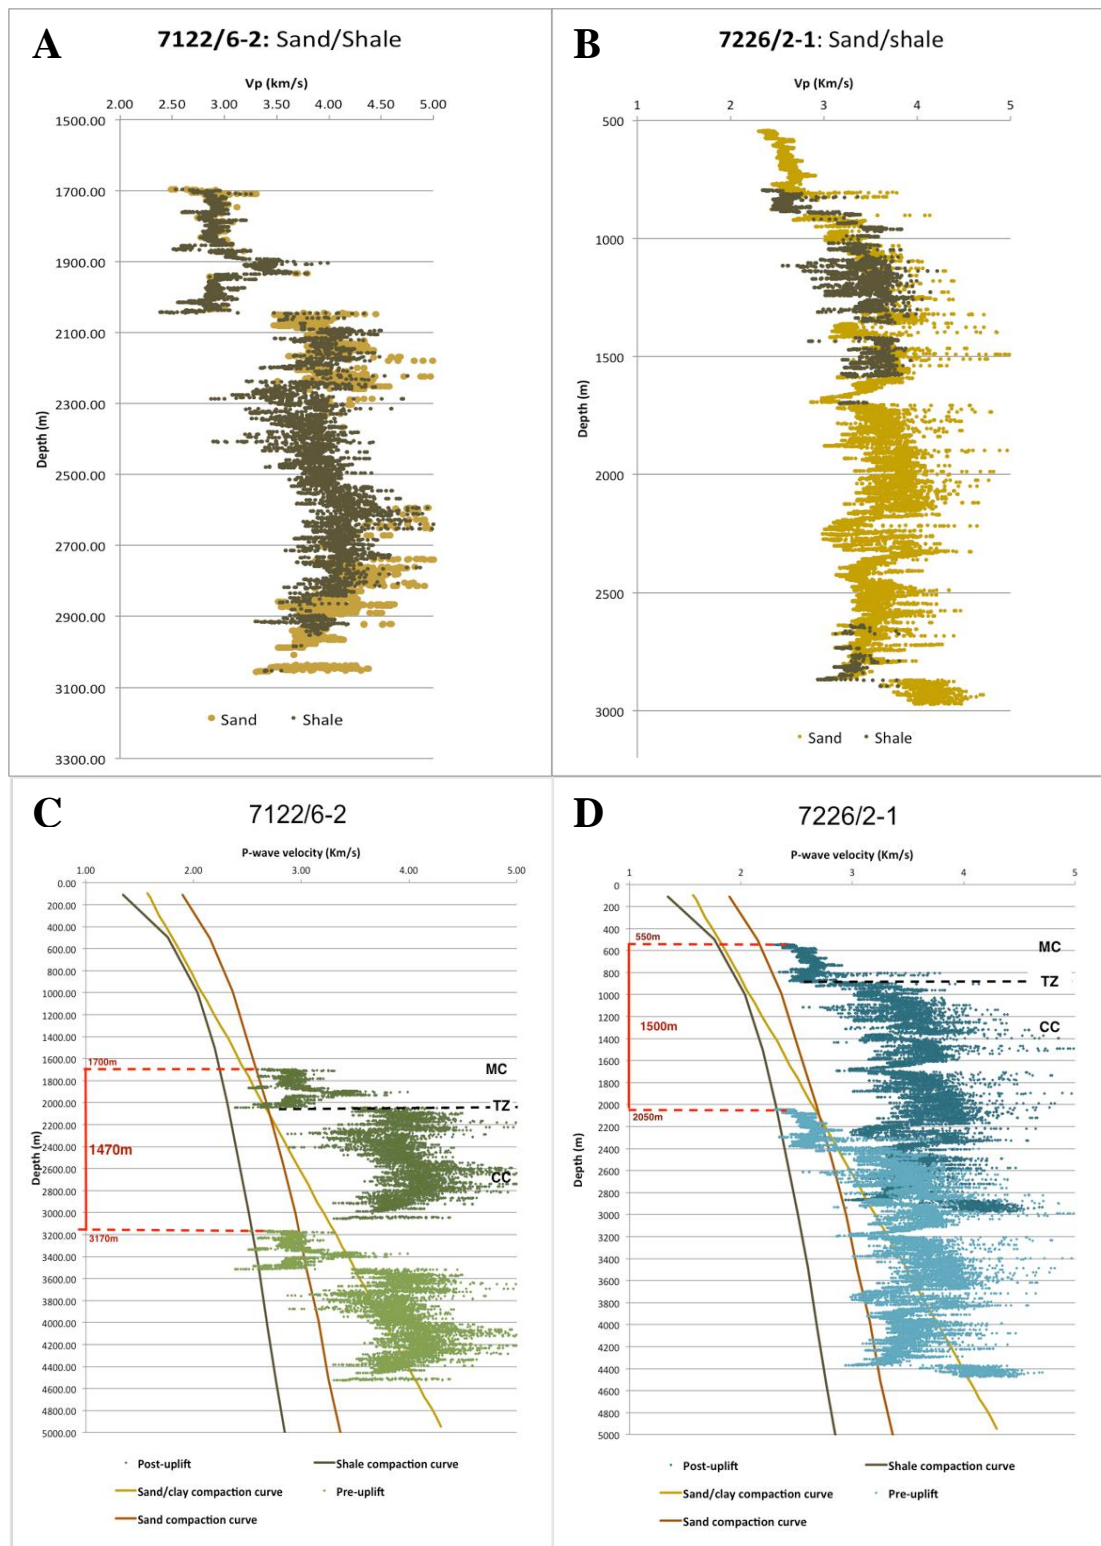 A
7122/6-2: Sand/Shale
Vp (km/s)
2.00 2.50 3.00 3.50 4.00 4.50 5.00
1500.00
1700.00
1900.00
2100.00
2300.00
2500.00
2700.00
2900.00
3100.00
3300.00
Depth (m)
Sand Shale
B
7226/2-1: Sand/shale
Vp (Km/s)
1 2 3 4 5
500
1000
1500
2000
2500
3000
Depth (m)
Sand Shale
C
7122/6-2
P-wave velocity (Km/s)
1.00 2.00 3.00 4.00 5.00
0.00
200.00
400.00
600.00
800.00
1000.00
1200.00
1400.00
1600.00
1800.00
2000.00
2200.00
2400.00
2600.00
2800.00
3000.00
3200.00
3400.00
3600.00
3800.00
4000.00
4200.00
4400.00
4600.00
4800.00
5000.00
Depth (m)
1700m
1470m
3170m
MC
TZ
CC
Post-uplift Shale compaction curve
Sand/clay compaction curve Pre-uplift
Sand compaction curve
D
7226/2-1
P-wave velocity (Km/s)
1 2 3 4 5
0
200
400
600
800
1000
1200
1400
1600
1800
2000
2200
2400
2600
2800
3000
3200
3400
3600
3800
4000
4200
4400
4600
4800
5000
Depth (m)
550m
1500m
2050m
MC
TZ
CC
Post-uplift Shale compaction curve
Sand/clay compaction curve Pre-uplift
Sand compaction curve